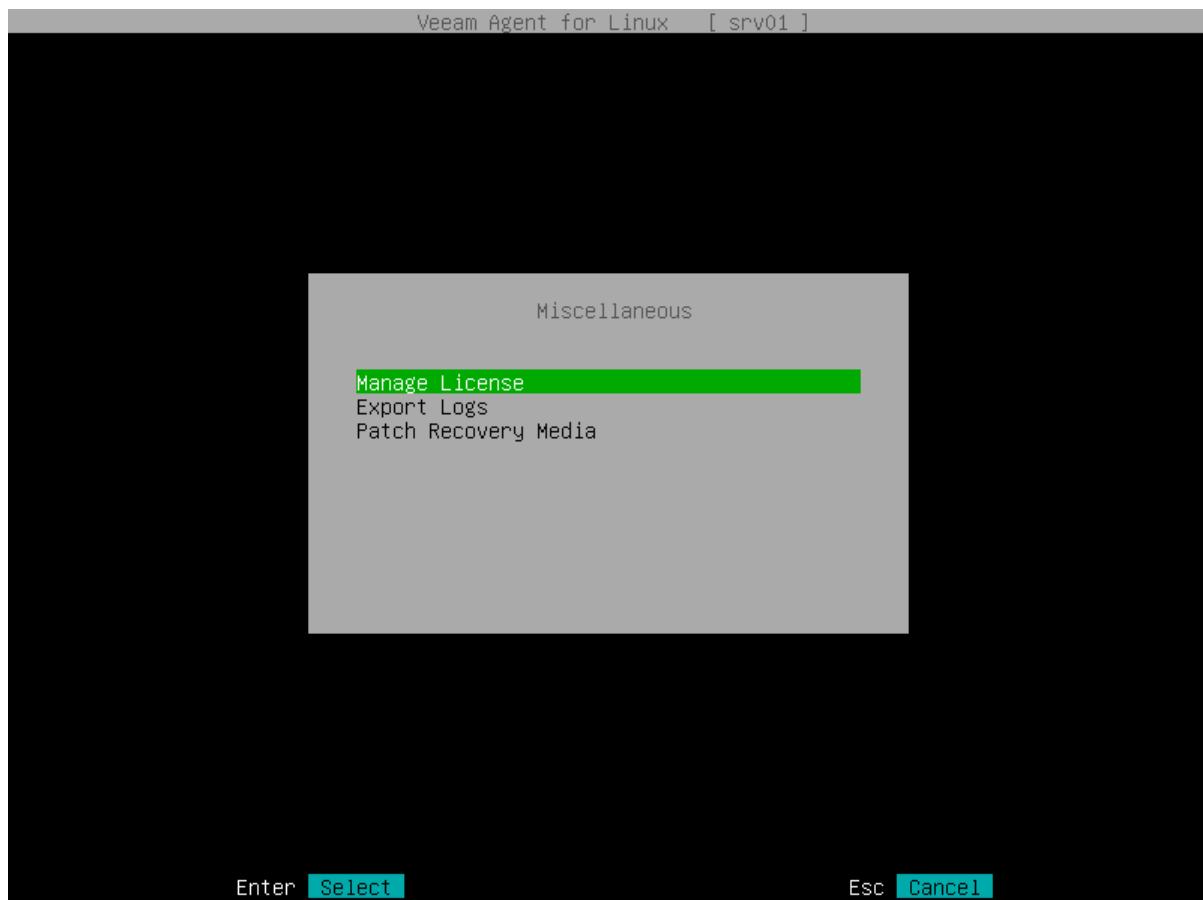 Veeam Agent for Linux [ srv01 ]
Miscellaneous
Manage License
Export Logs
Patch Recovery Media
Enter Select Esc Cancel